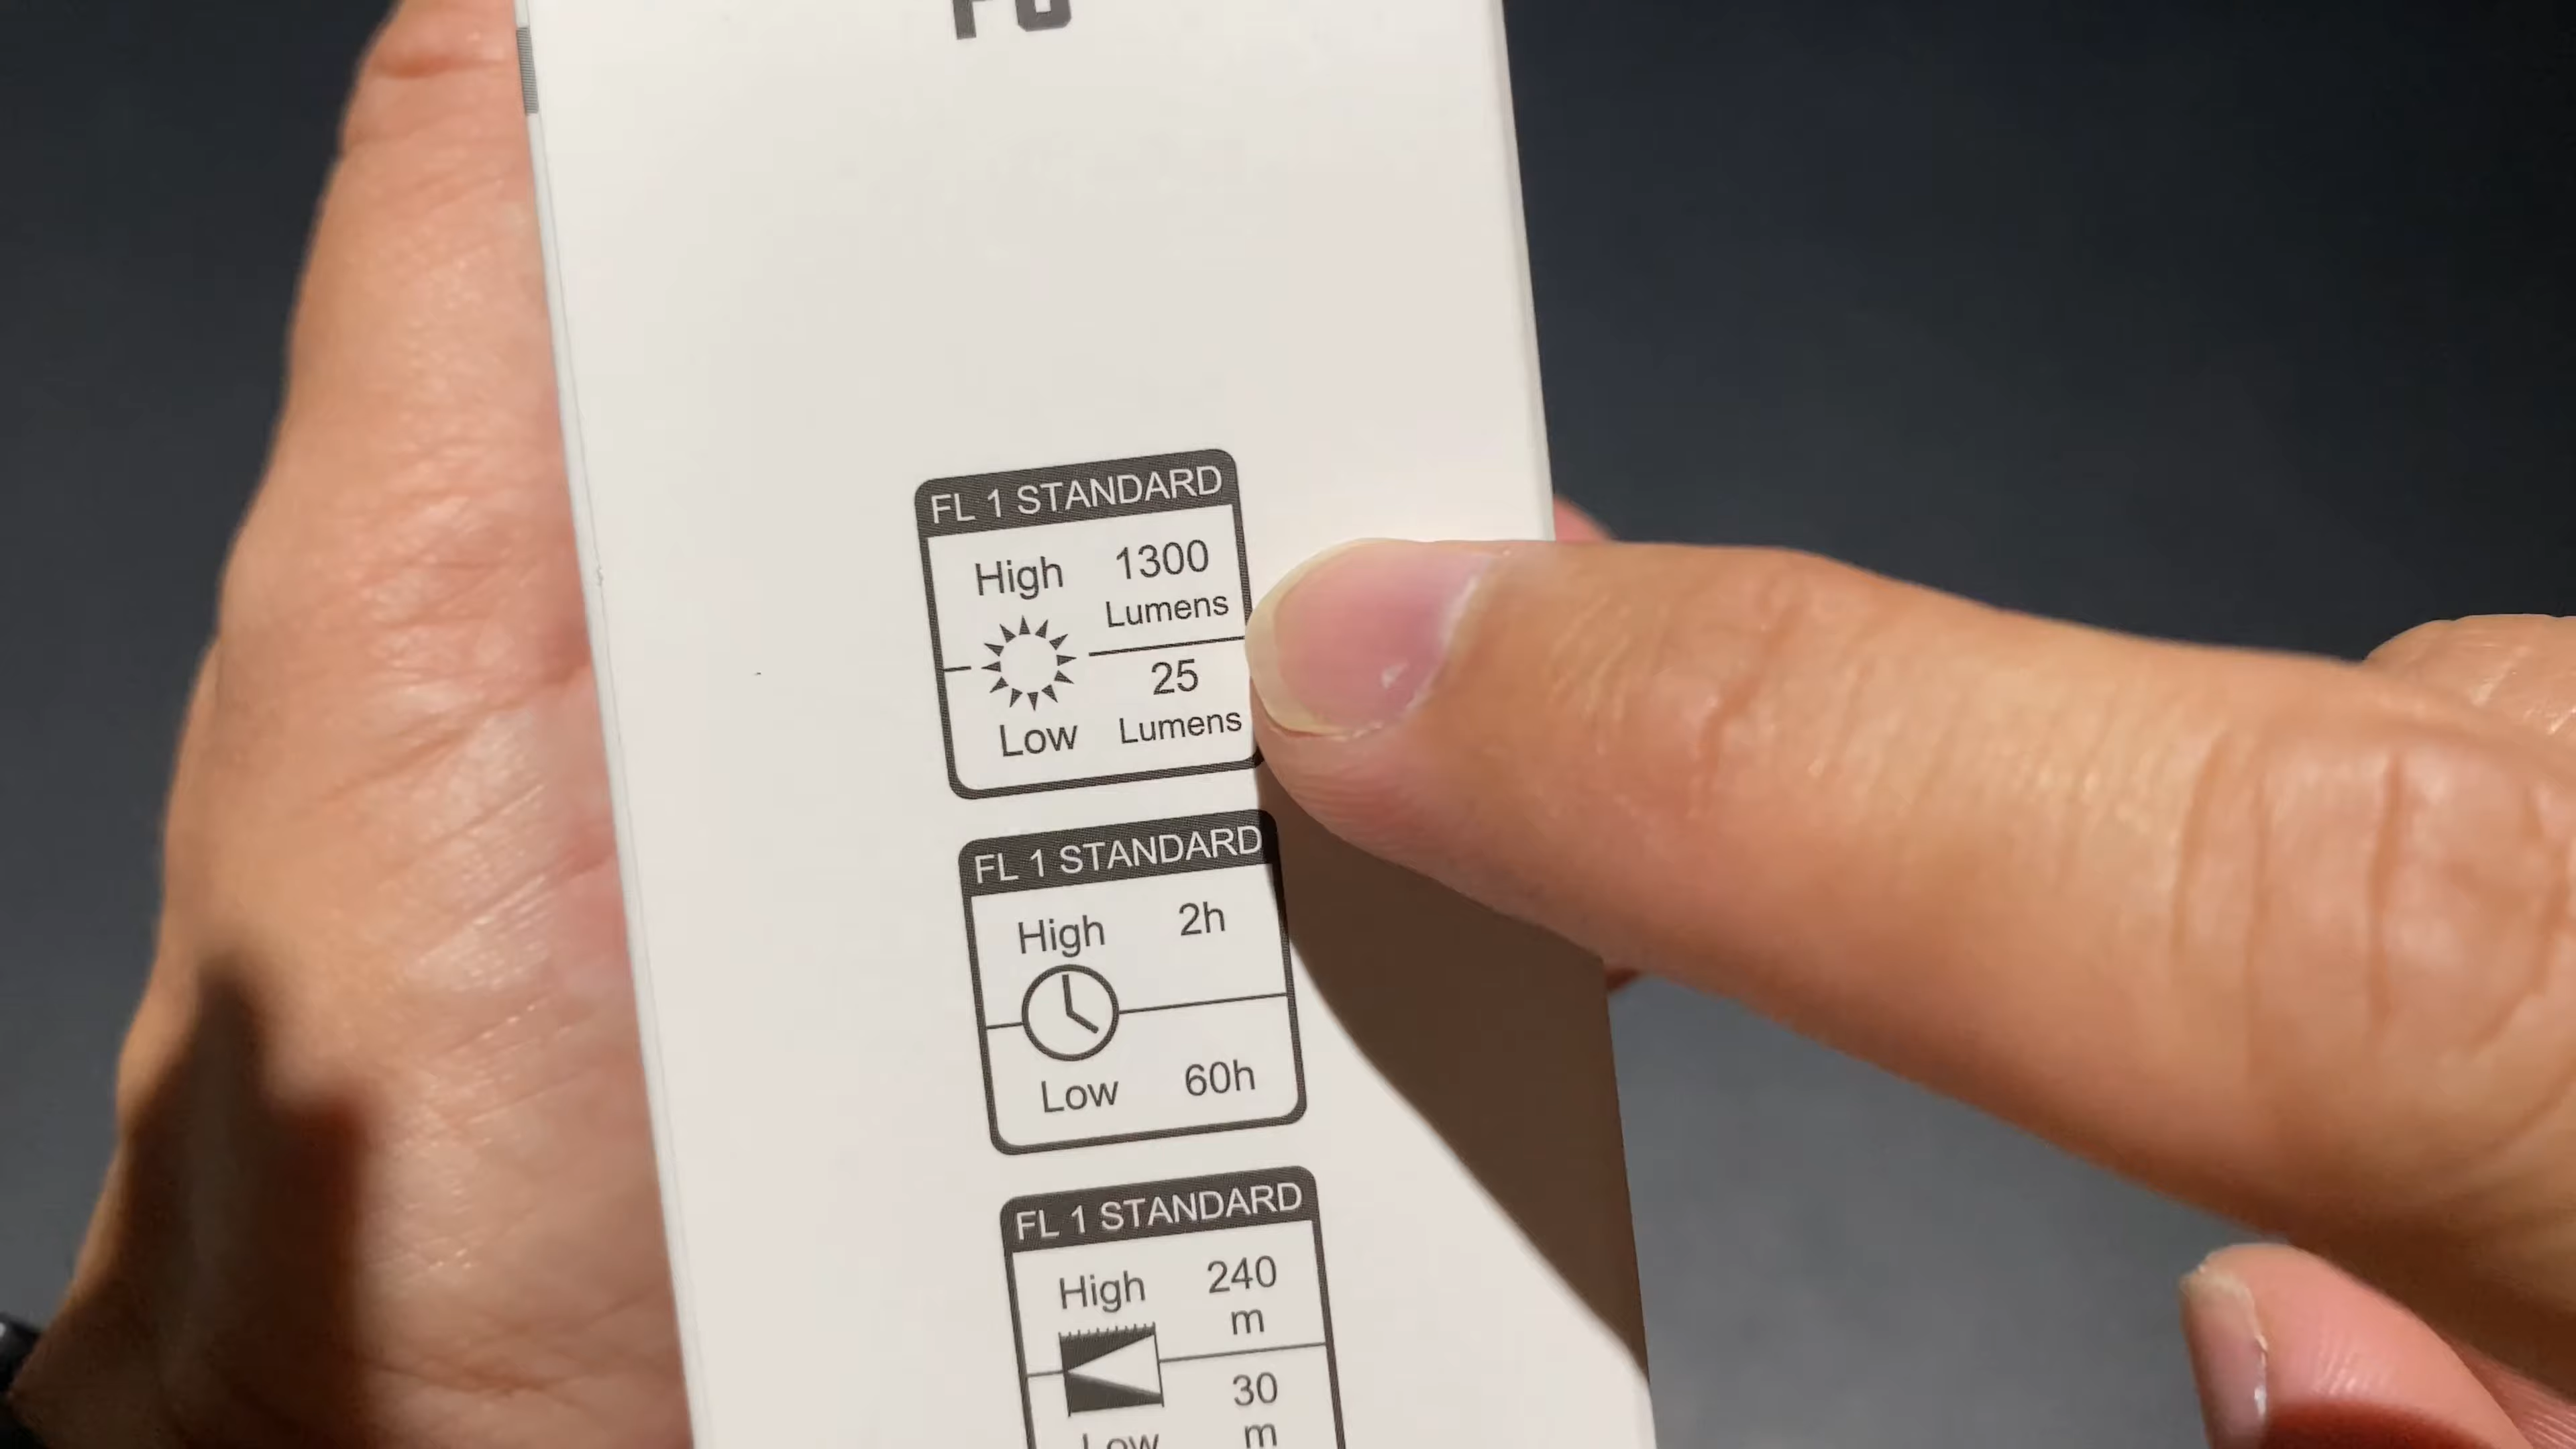 FL 1 STANDARD
High 1300
Lumens
25
Low Lumens
FL 1 STANDARD
High 2h
Low 60h
FL 1 STANDARD
High 240
m
30
Low m